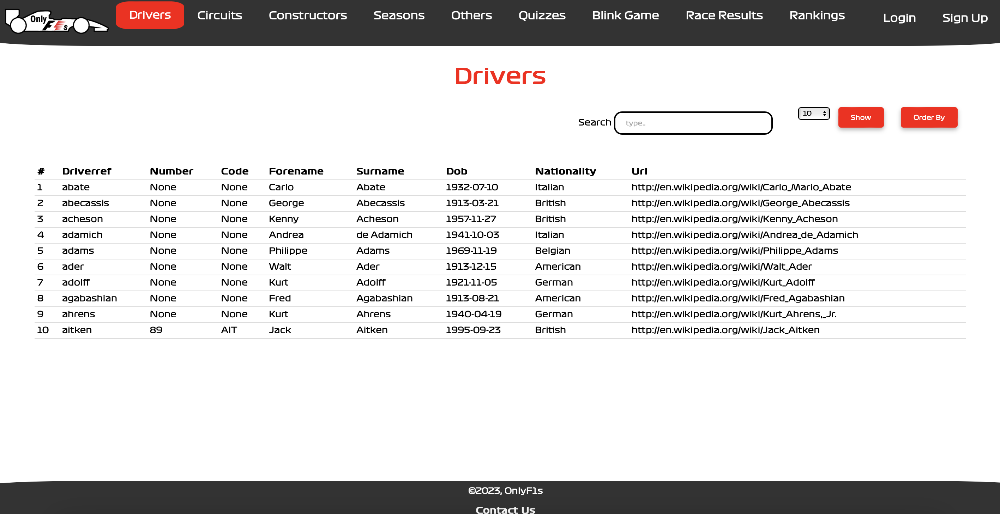 Only F1s Drivers Circuits Constructors Seasons Others Quizzes Blink Game Race Results Rankings Login Sign Up
Drivers
Search type.. 10 Show Order By
# Driverref Number Code Forename Surname Dob Nationality Url
1 abate None None Carlo Abate 1932-07-10 Italian http://en.wikipedia.org/wiki/Carlo_Mario_Abate
2 abecassis None None George Abecassis 1913-03-21 British http://en.wikipedia.org/wiki/George_Abecassis
3 acheson None None Kenny Acheson 1957-11-27 British http://en.wikipedia.org/wiki/Kenny_Acheson
4 adamich None None Andrea de Adamich 1941-10-03 Italian http://en.wikipedia.org/wiki/Andrea_de_Adamich
5 adams None None Philippe Adams 1969-11-19 Belgian http://en.wikipedia.org/wiki/Philippe_Adams
6 ader None None Walt Ader 1913-12-15 American http://en.wikipedia.org/wiki/Walt_Ader
7 adolff None None Kurt Adolff 1921-11-05 German http://en.wikipedia.org/wiki/Kurt_Adolff
8 agabashian None None Fred Agabashian 1913-08-21 American http://en.wikipedia.org/wiki/Fred_Agabashian
9 ahrens None None Kurt Ahrens 1940-04-19 German http://en.wikipedia.org/wiki/Kurt_Ahrens,_Jr.
10 aitken 89 AIT Jack Aitken 1995-09-23 British http://en.wikipedia.org/wiki/Jack_Aitken
©2023, OnlyF1s
Contact Us